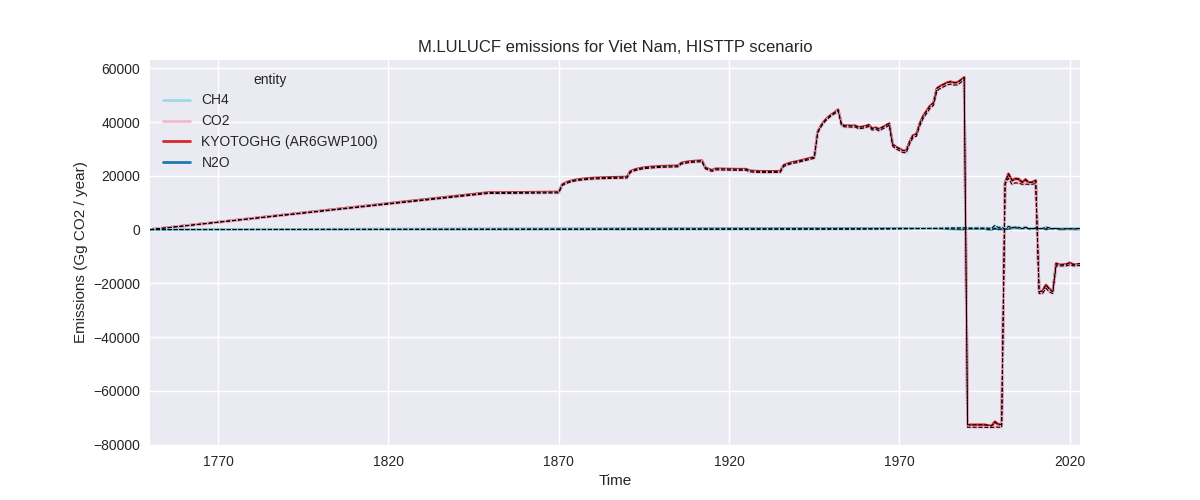 M.LULUCF emissions for Viet Nam, HISTTP scenario
60000
40000
20000
0
−20000
−40000
−60000
−80000
Emissions (Gg CO2 / year)
entity
CH4
CO2
KYOTOGHG (AR6GWP100)
N2O
1770
1820
1870
1920
1970
2020
Time